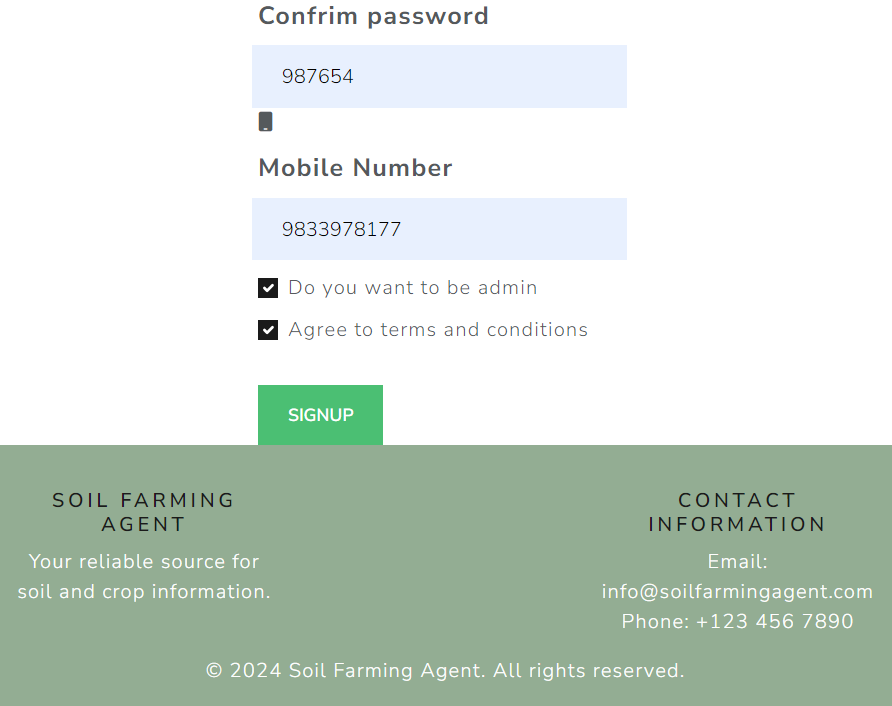 Confrim password
987654
Mobile Number
9833978177
Do you want to be admin
Agree to terms and conditions
SIGNUP
SOIL FARMING
AGENT
Your reliable source for
soil and crop information.
CONTACT
INFORMATION
Email:
info@soilfarmingagent.com
Phone: +123 456 7890
© 2024 Soil Farming Agent. All rights reserved.